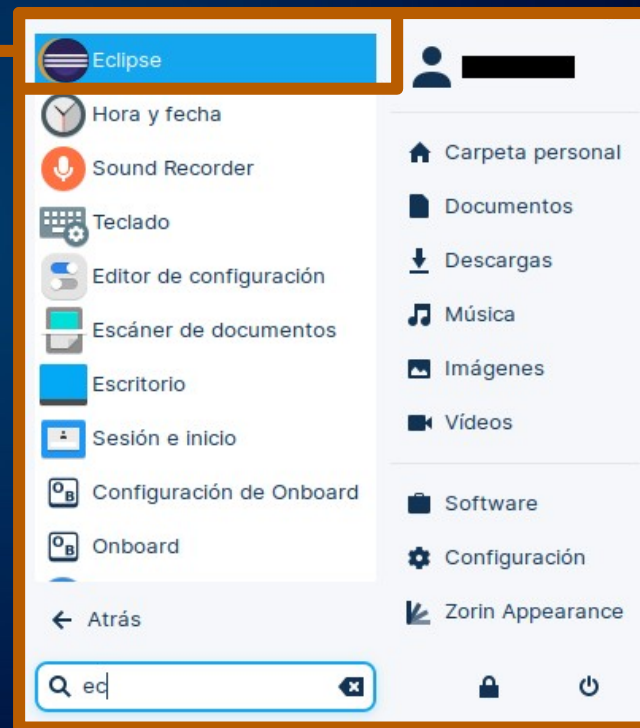 Eclipse
Hora y fecha
Sound Recorder
Teclado
Editor de configuración
Escáner de documentos
Escritorio
Sesión e inicio
Configuración de Onboard
Onboard
Atrás
ec
Carpeta personal
Documentos
Descargas
Música
Imágenes
Vídeos
Software
Configuración
Zorin Appearance